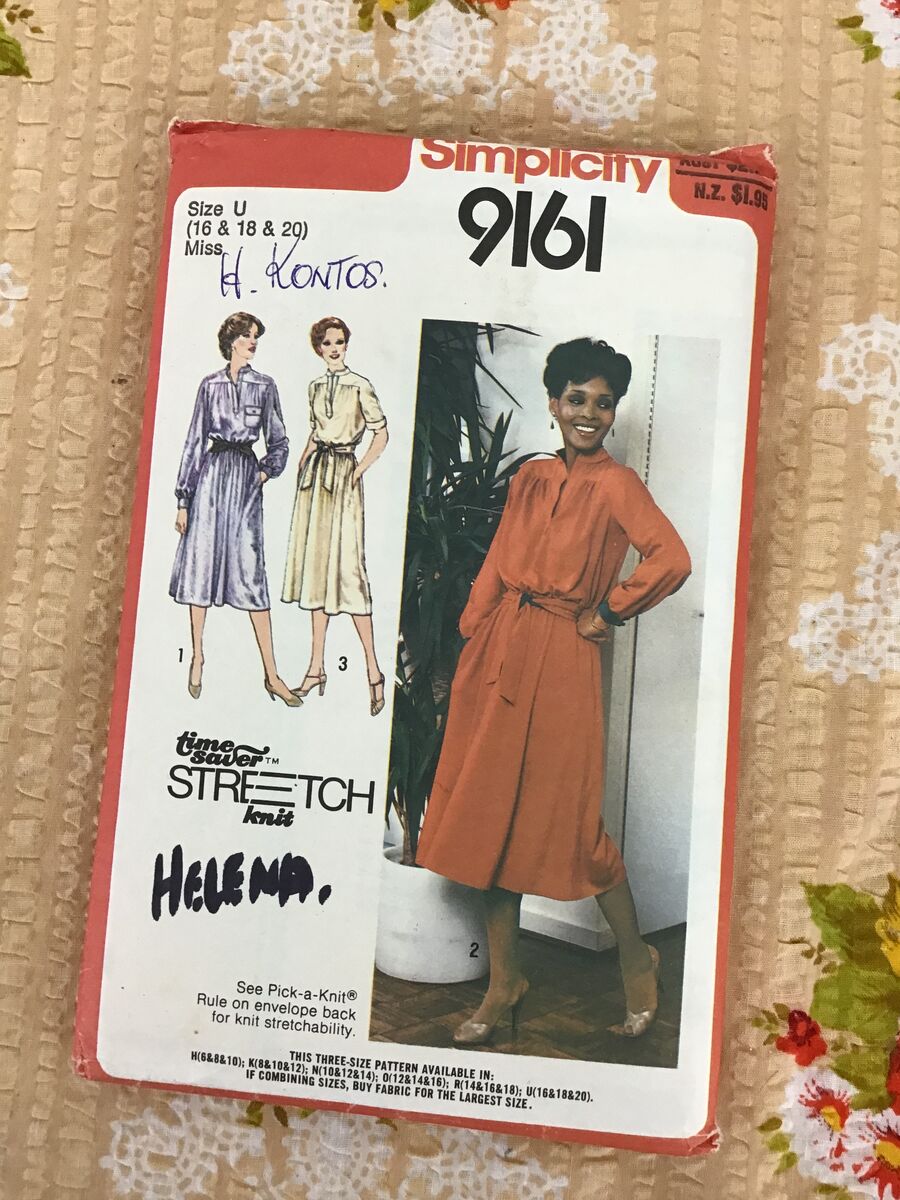 Simplicity
9161
N.Z. $1.95
Size U
(16 & 18 & 20)
Miss
H. KONTOS.
1
3
2
time
saver™
STRETCH
knit
HELENA.
See Pick-a-Knit®
Rule on envelope back
for knit stretchability.
THIS THREE-SIZE PATTERN AVAILABLE IN:
H(6&8&10); K(8&10&12); N(10&12&14); O(12&14&16); R(14&16&18); U(16&18&20).
IF COMBINING SIZES, BUY FABRIC FOR THE LARGEST SIZE.